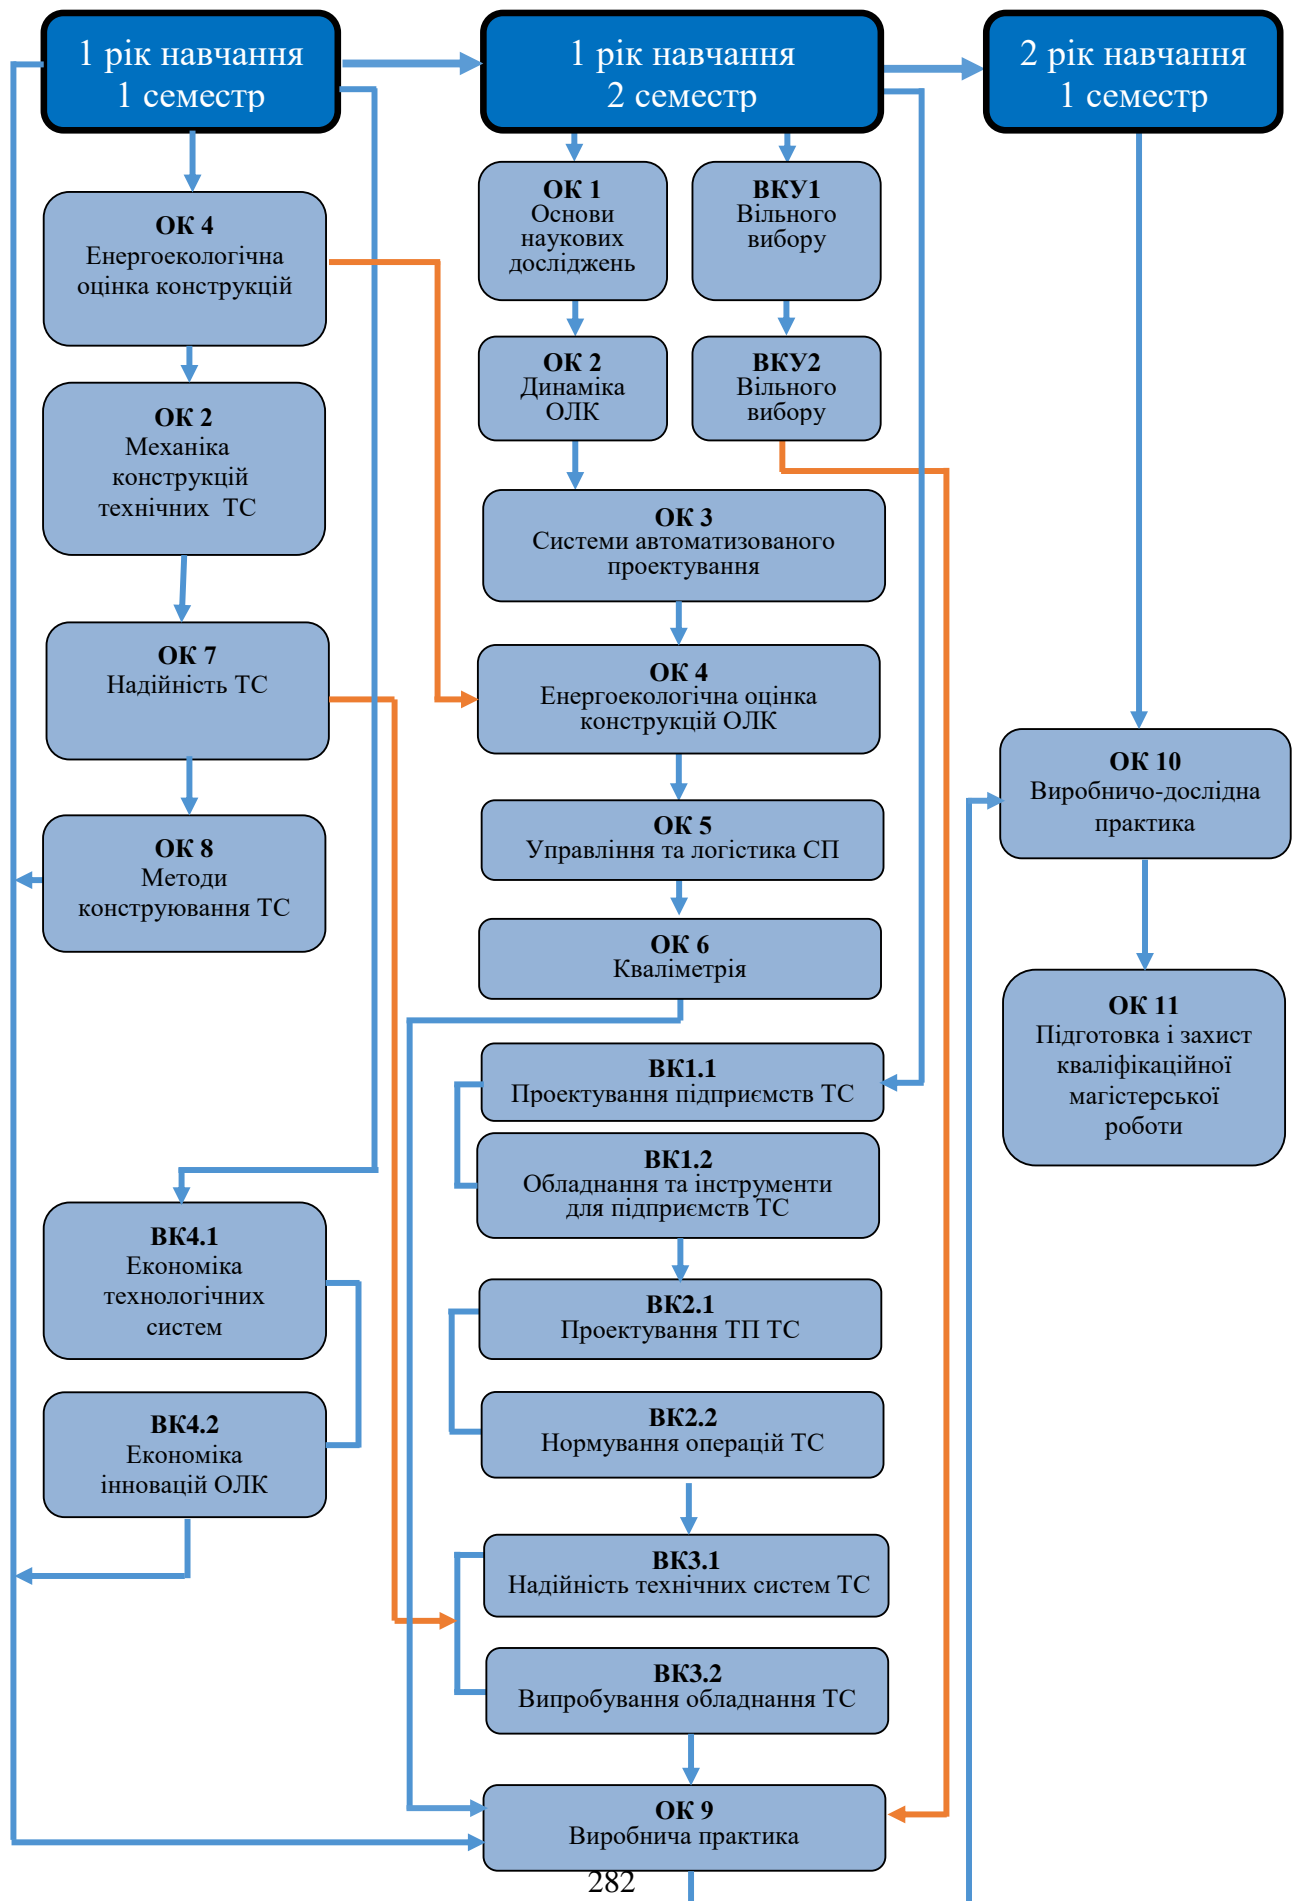 1 рік навчання
1 семестр
1 рік навчання
2 семестр
2 рік навчання
1 семестр
ОК 4
Енергоекологічна
оцінка конструкцій
ОК 2
Механіка
конструкцій
технічних ТС
ОК 7
Надійність ТС
ОК 8
Методи
конструювання ТС
ВК4.1
Економіка
технологічних
систем
ВК4.2
Економіка
інновацій ОЛК
ОК 1
Основи
наукових
досліджень
ВКУ1
Вільного
вибору
ОК 2
Динаміка
ОЛК
ВКУ2
Вільного
вибору
ОК 3
Системи автоматизованого
проектування
ОК 4
Енергоекологічна оцінка
конструкцій ОЛК
ОК 5
Управління та логістика СП
ОК 6
Кваліметрія
ВК1.1
Проектування підприємств ТС
ВК1.2
Обладнання та інструменти
для підприємств ТС
ВК2.1
Проектування ТП ТС
ВК2.2
Нормування операцій ТС
ВК3.1
Надійність технічних систем ТС
ВК3.2
Випробування обладнання ТС
ОК 9
Виробнича практика
ОК 10
Виробничо-дослідна
практика
ОК 11
Підготовка і захист
кваліфікаційної
магістерської
роботи
282